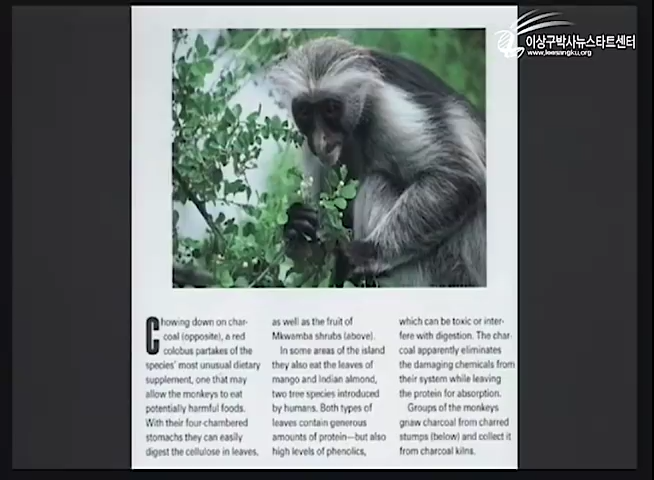 이상구박사뉴스타트센터
www.leesangku.org
Chowing down on char-
coal (opposite), a red
colobus partakes of the
species' most unusual dietary
supplement, one that may
allow the monkeys to eat
potentially harmful foods.
With their four-chambered
stomachs they can easily
digest the cellulose in leaves,
as well as the fruit of
Mkwamba shrubs (above).
In some areas of the island
they also eat the leaves of
mango and Indian almond,
two tree species introduced
by humans. Both types of
leaves contain generous
amounts of protein—but also
high levels of phenolics,
which can be toxic or inter-
fere with digestion. The char-
coal apparently eliminates
the damaging chemicals from
their system while leaving
the protein for absorption.
Groups of the monkeys
gnaw charcoal from charred
stumps (below) and collect it
from charcoal kilns.